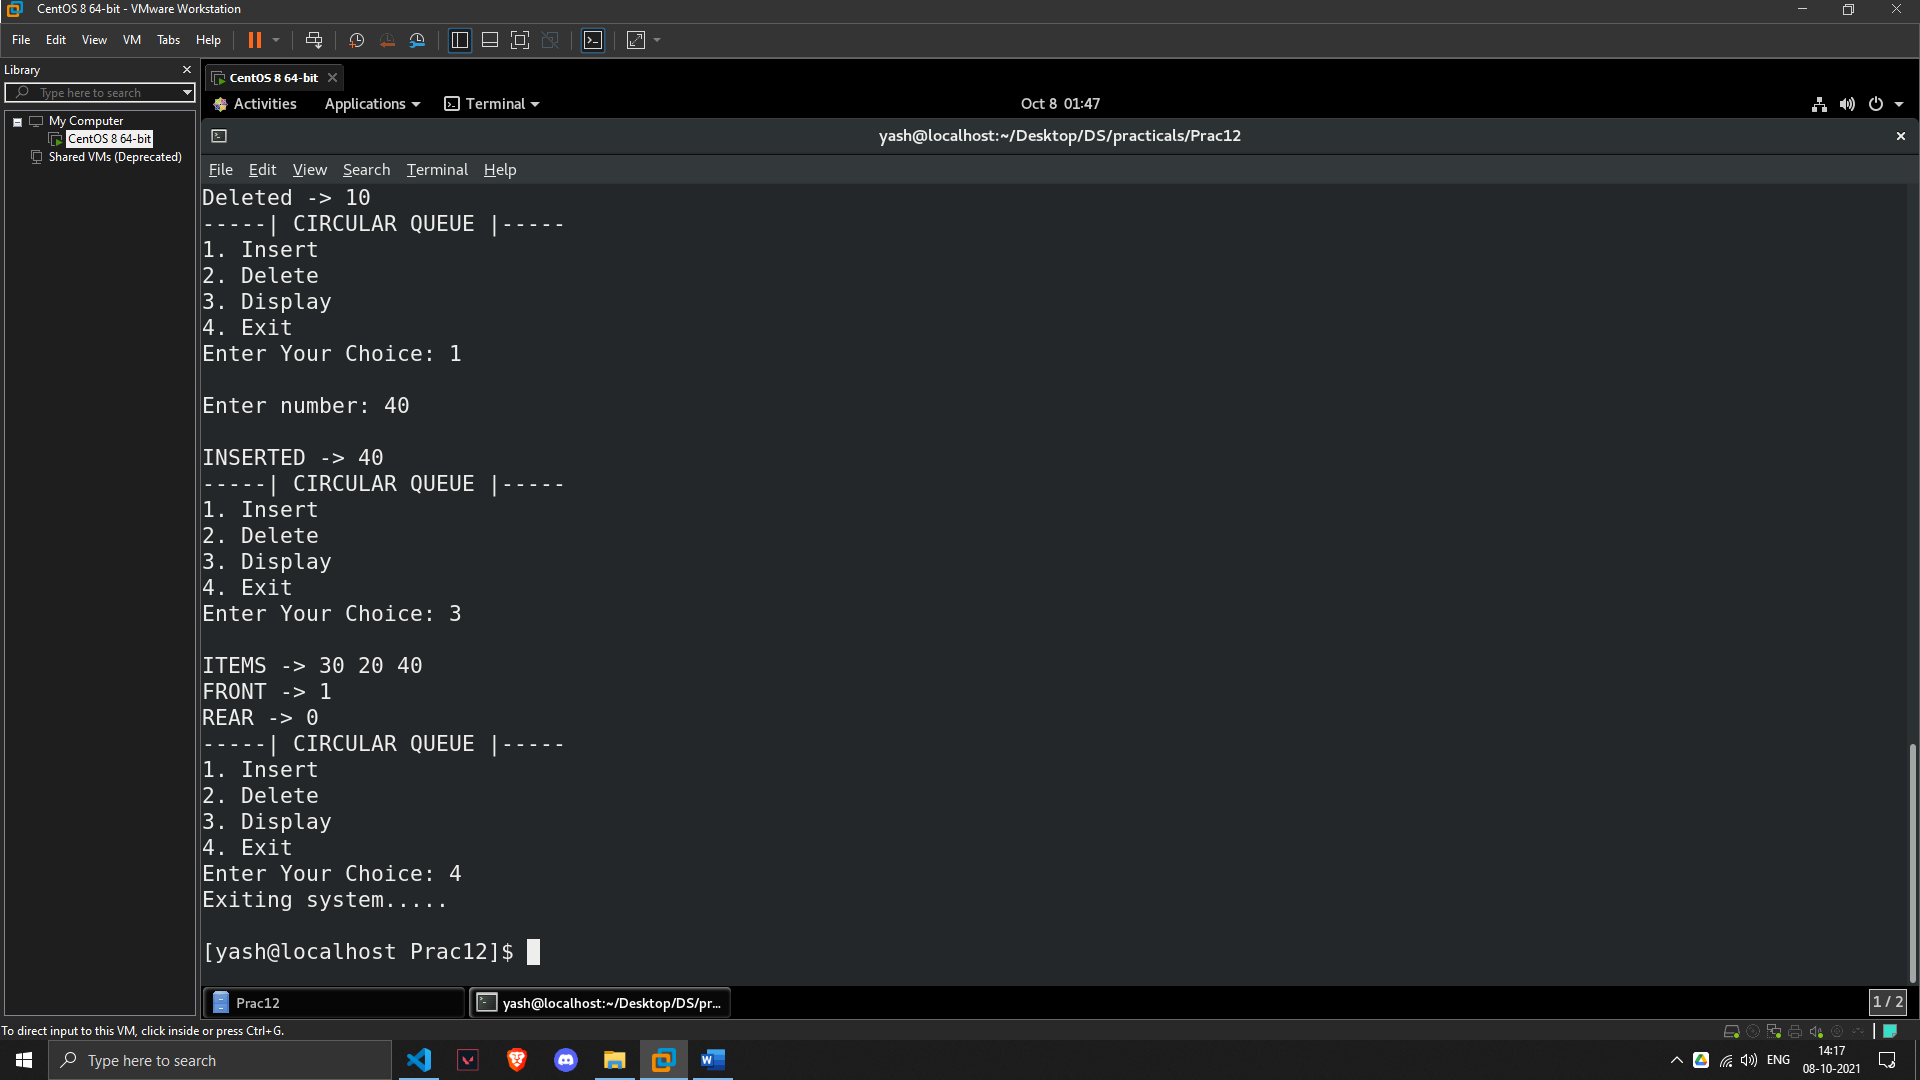 CentOS 8 64-bit - VMware Workstation
File Edit View VM Tabs Help
Library
Type here to search
My Computer
CentOS 8 64-bit
Shared VMs (Deprecated)
CentOS 8 64-bit
Activities Applications Terminal Oct 8 01:47
yash@localhost:~/Desktop/DS/practicals/Prac12
File Edit View Search Terminal Help
Deleted -> 10
-----| CIRCULAR QUEUE |-----
1. Insert
2. Delete
3. Display
4. Exit
Enter Your Choice: 1
Enter number: 40
INSERTED -> 40
-----| CIRCULAR QUEUE |-----
1. Insert
2. Delete
3. Display
4. Exit
Enter Your Choice: 3
ITEMS -> 30 20 40
FRONT -> 1
REAR -> 0
-----| CIRCULAR QUEUE |-----
1. Insert
2. Delete
3. Display
4. Exit
Enter Your Choice: 4
Exiting system.....
[yash@localhost Prac12]$
Prac12
yash@localhost:~/Desktop/DS/pr...
1 / 2
To direct input to this VM, click inside or press Ctrl+G.
Type here to search
ENG
14:17
08-10-2021